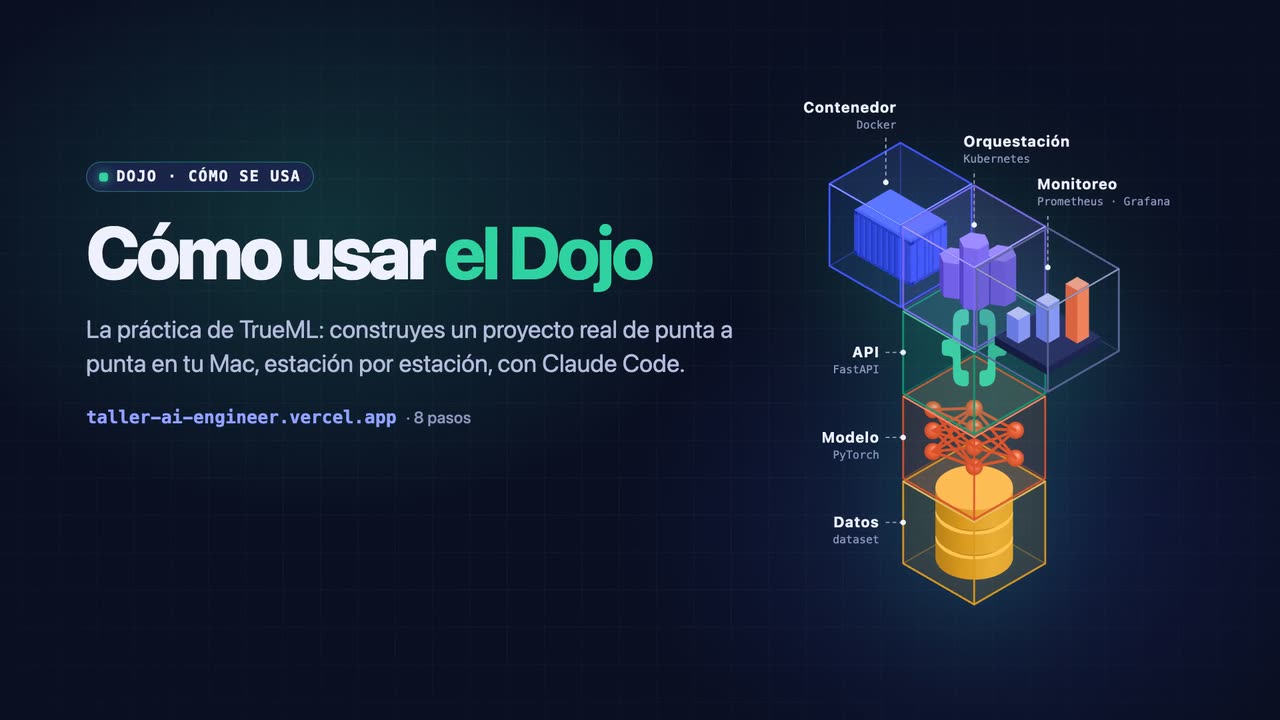 DOJO · CÓMO SE USA
Cómo usar el Dojo
La práctica de TrueML: construyes un proyecto real de punta a
punta en tu Mac, estación por estación, con Claude Code.
taller-ai-engineer.vercel.app · 8 pasos
Contenedor
Docker
Orquestación
Kubernetes
Monitoreo
Prometheus · Grafana
API
FastAPI
Modelo
PyTorch
Datos
dataset